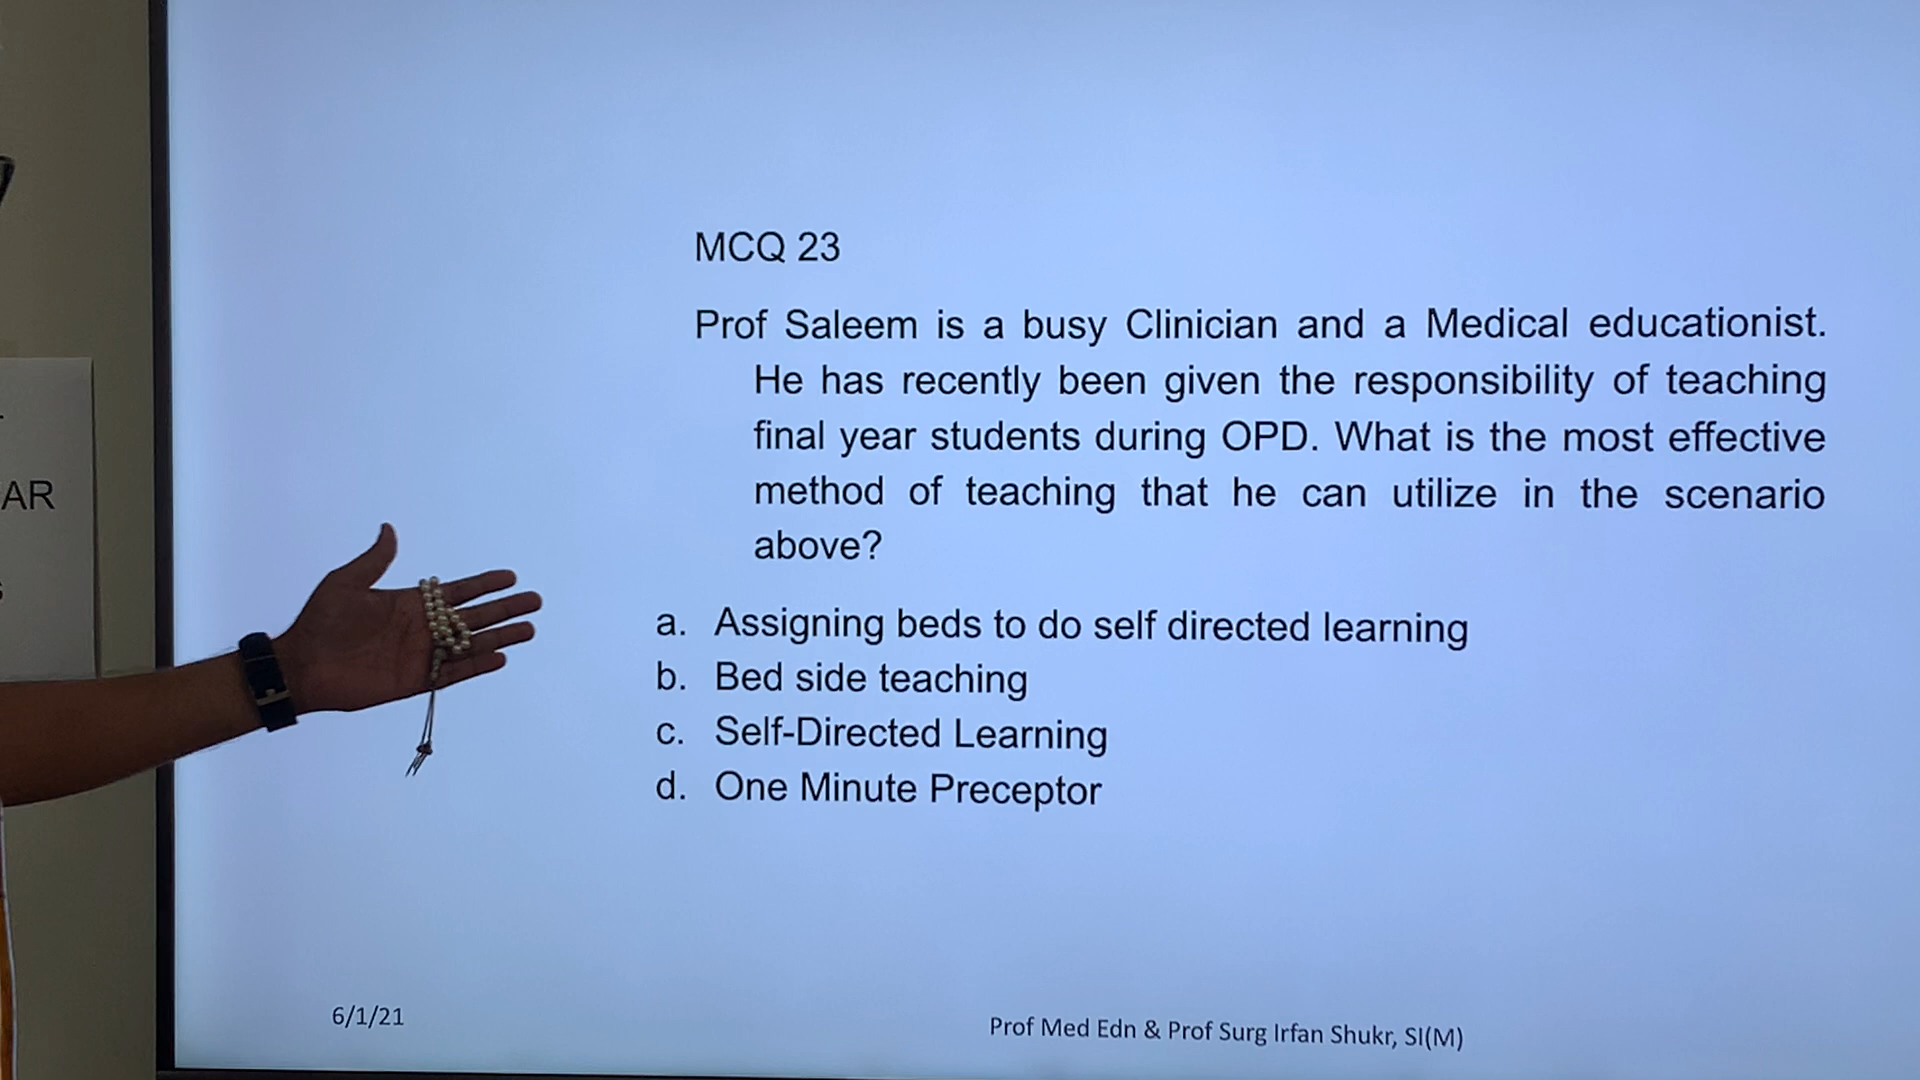 AR
MCQ 23
Prof Saleem is a busy Clinician and a Medical educationist.
He has recently been given the responsibility of teaching
final year students during OPD. What is the most effective
method of teaching that he can utilize in the scenario
above?
a. Assigning beds to do self directed learning
b. Bed side teaching
c. Self-Directed Learning
d. One Minute Preceptor
6/1/21
Prof Med Edn & Prof Surg Irfan Shukr, SI(M)